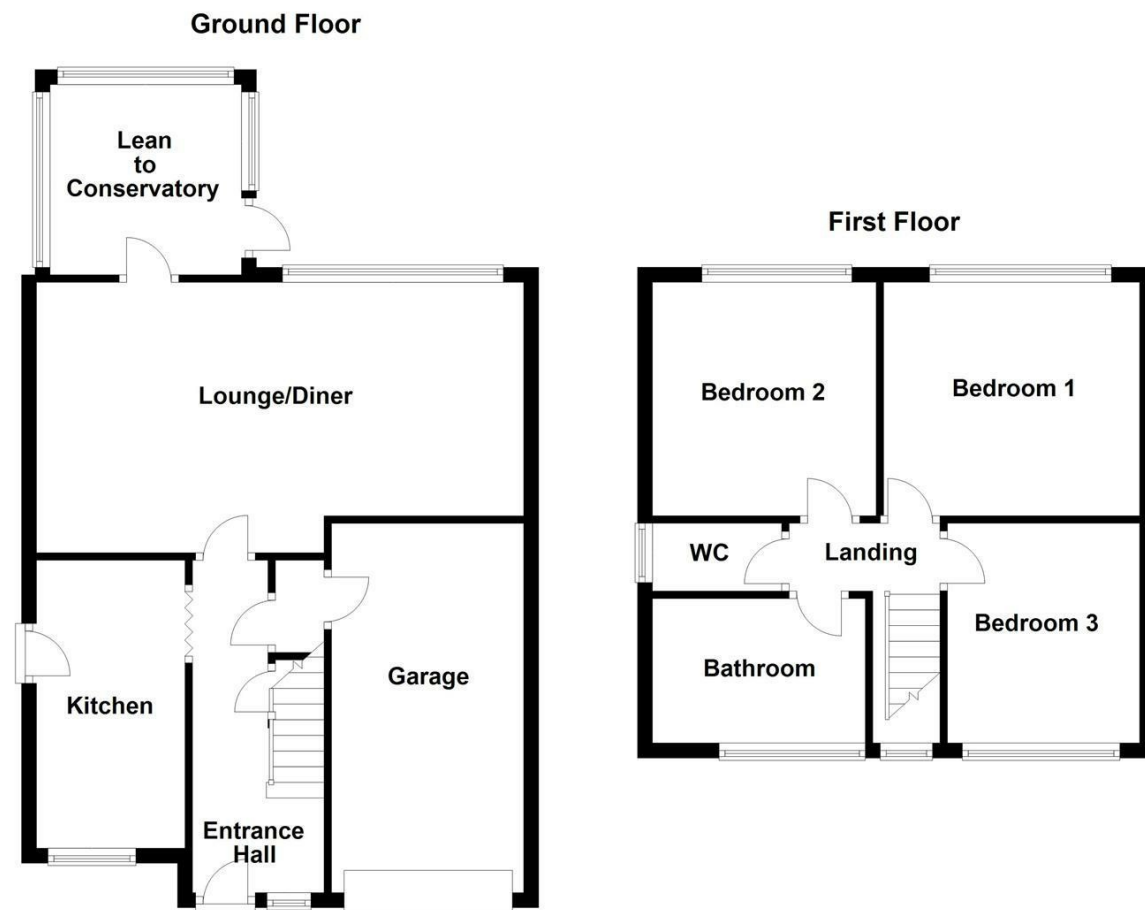 Ground Floor
Lean
to
Conservatory
Lounge/Diner
Kitchen
Garage
Entrance
Hall
First Floor
Bedroom 2
Bedroom 1
WC
Landing
Bedroom 3
Bathroom